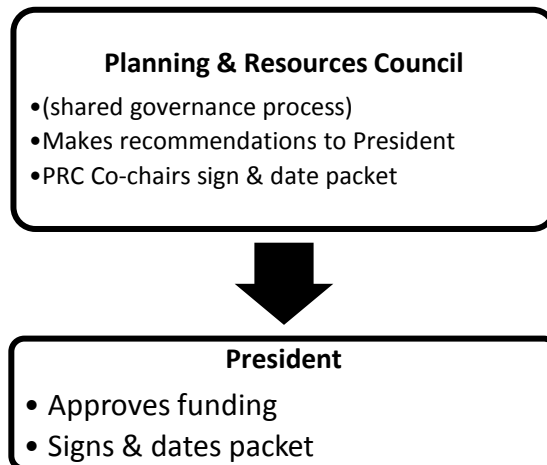 Planning & Resources Council
•(shared governance process)
•Makes recommendations to President
•PRC Co-chairs sign & date packet
President
• Approves funding
• Signs & dates packet